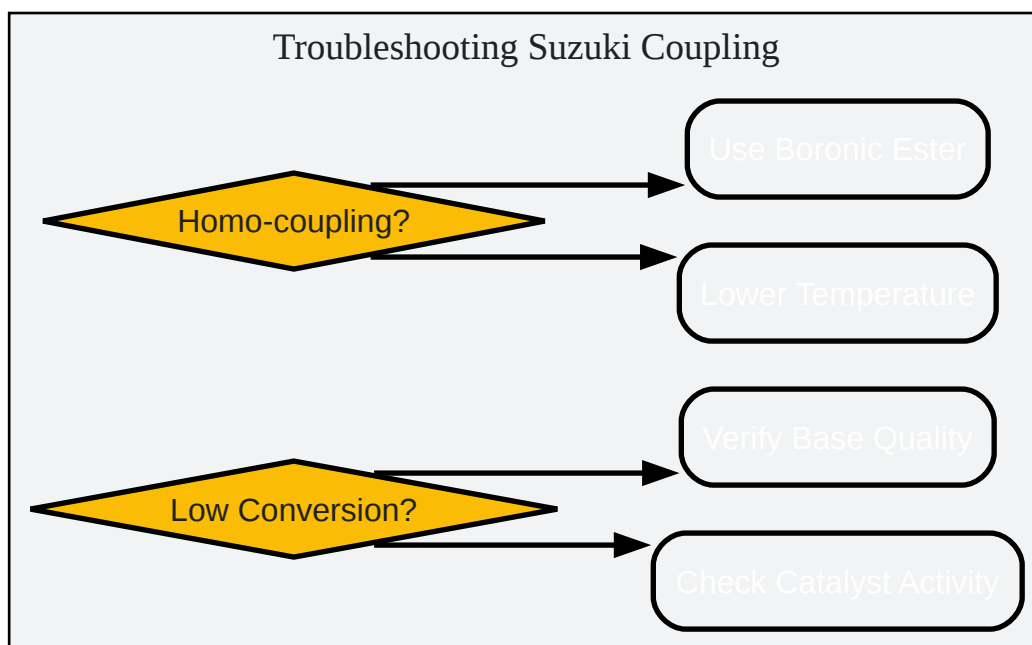 Troubleshooting Suzuki Coupling
Homo-coupling?
Use Boronic Ester
Lower Temperature
Low Conversion?
Verify Base Quality
Check Catalyst Activity